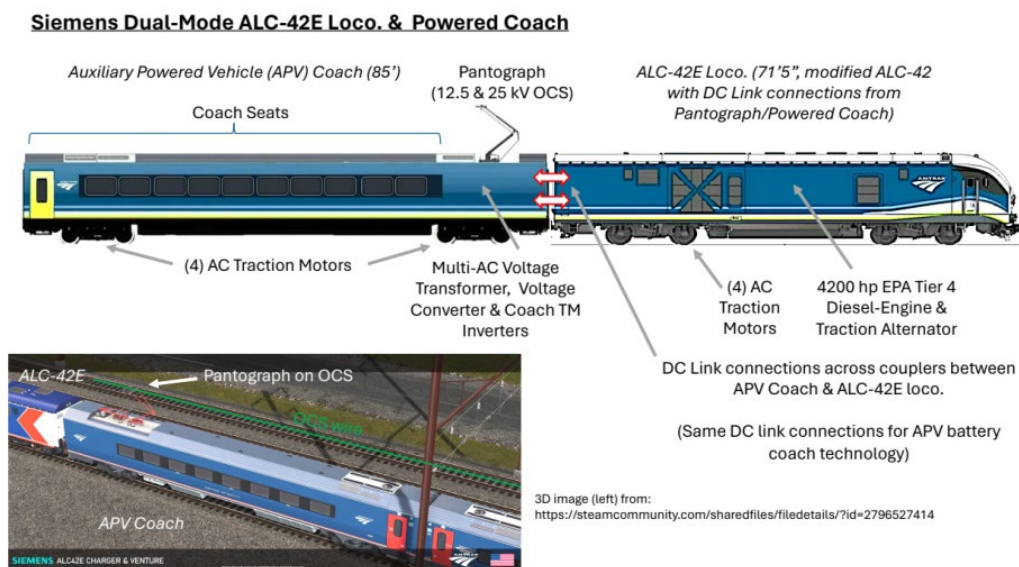 Siemens Dual-Mode ALC-42E Loco. & Powered Coach
Auxiliary Powered Vehicle (APV) Coach (85’)
Coach Seats
Pantograph
(12.5 & 25 kV OCS)
ALC-42E Loco. (71’5”, modified ALC-42
with DC Link connections from
Pantograph/Powered Coach)
AMTRAK
(4) AC Traction Motors
Multi-AC Voltage
Transformer, Voltage
Converter & Coach TM
Inverters
(4) AC
Traction
Motors
4200 hp EPA Tier 4
Diesel-Engine &
Traction Alternator
DC Link connections across couplers between
APV Coach & ALC-42E loco.
(Same DC link connections for APV battery
coach technology)
ALC-42E
Pantograph on OCS
OCS wire
APV Coach
AMTRAK
SIEMENS ALC42E CHARGER & VENTURE
3D image (left) from:
https://steamcommunity.com/sharedfiles/filedetails/?id=2796527414